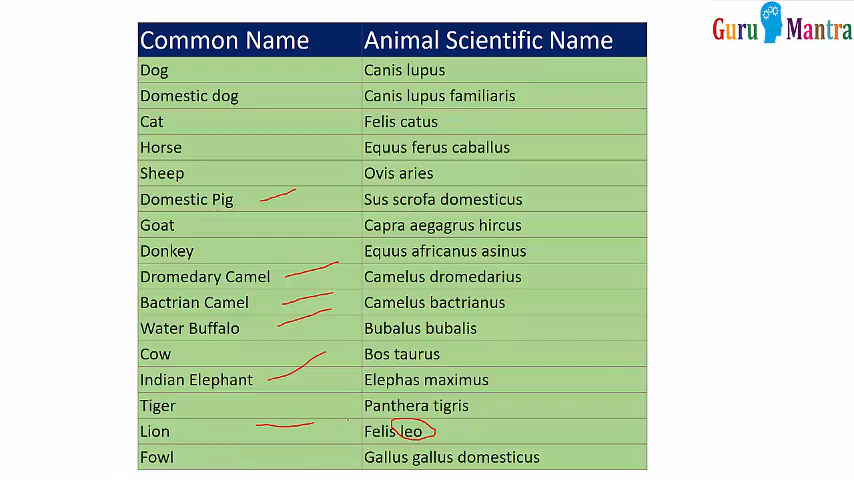 Guru Mantra
Common Name Animal Scientific Name
Dog Canis lupus
Domestic dog Canis lupus familiaris
Cat Felis catus
Horse Equus ferus caballus
Sheep Ovis aries
Domestic Pig Sus scrofa domesticus
Goat Capra aegagrus hircus
Donkey Equus africanus asinus
Dromedary Camel Camelus dromedarius
Bactrian Camel Camelus bactrianus
Water Buffalo Bubalus bubalis
Cow Bos taurus
Indian Elephant Elephas maximus
Tiger Panthera tigris
Lion Felis leo
Fowl Gallus gallus domesticus